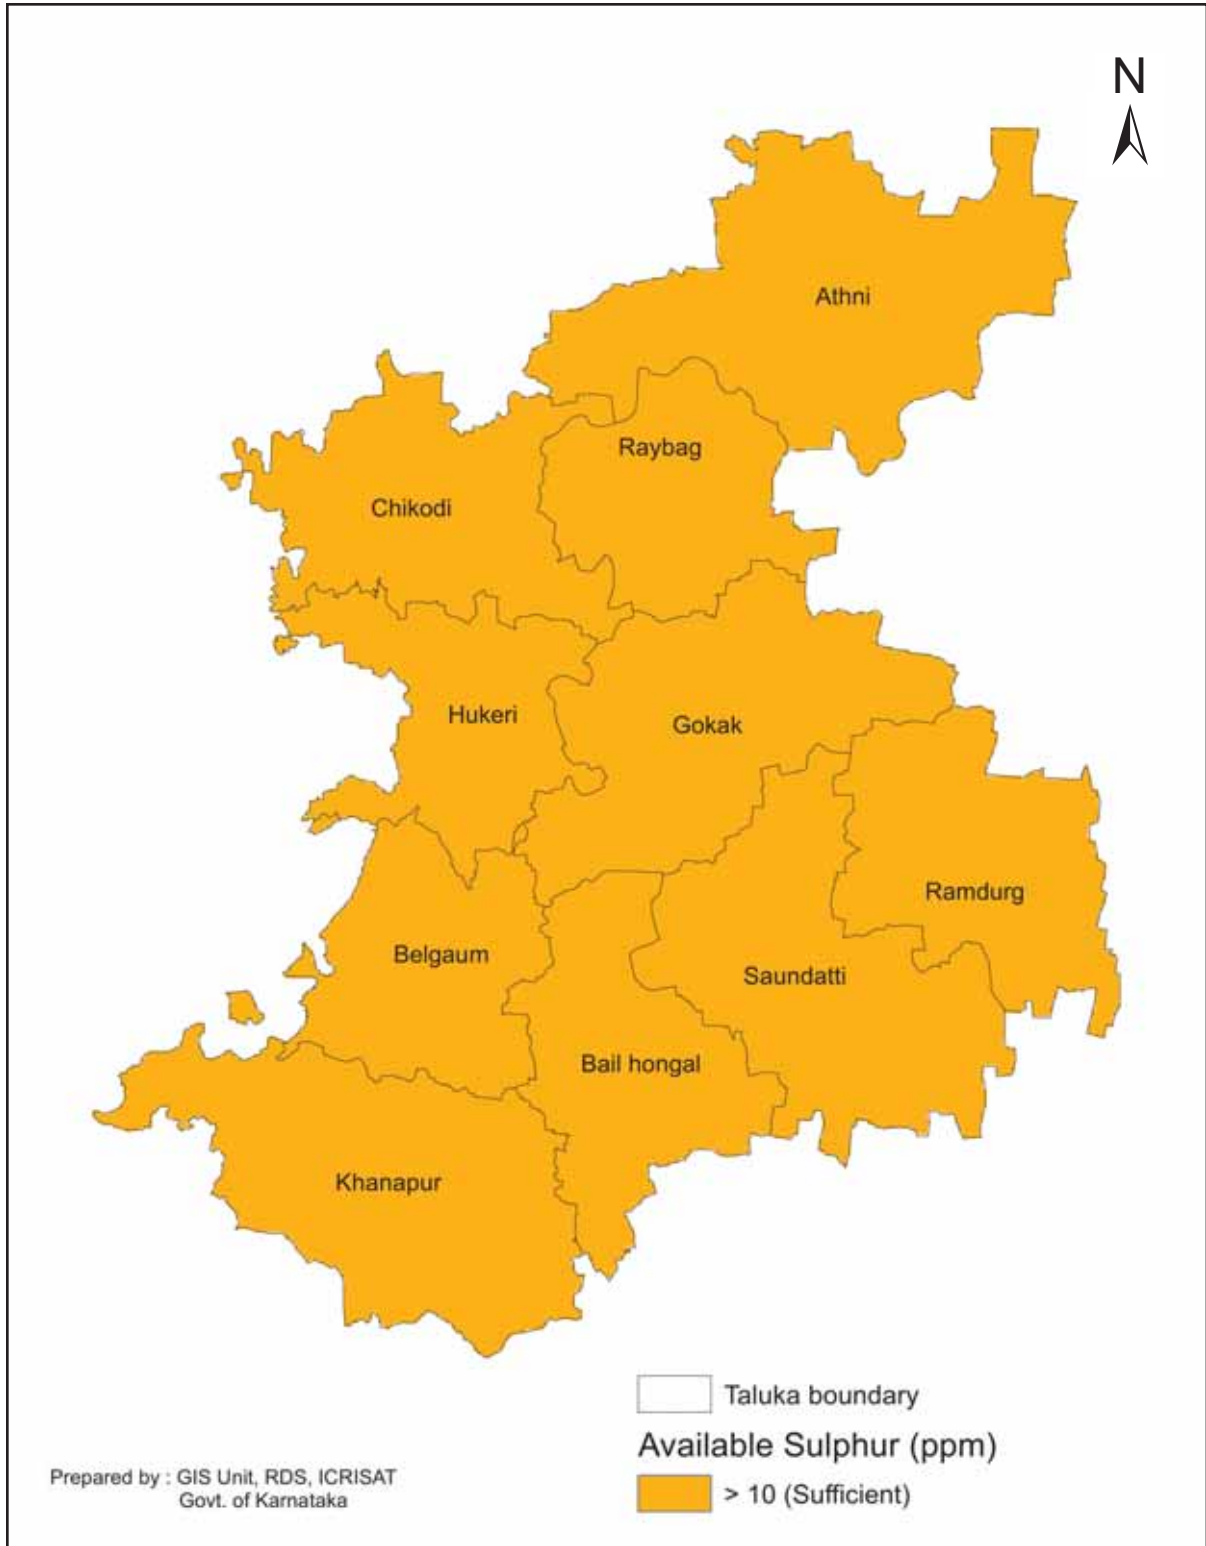 N
Athni
Raybag
Chikodi
Hukeri
Gokak
Ramdurg
Belgaum
Saundatti
Bail hongal
Khanapur
Taluka boundary
Available Sulphur (ppm)
> 10 (Sufficient)
Prepared by : GIS Unit, RDS, ICRISAT
Govt. of Karnataka